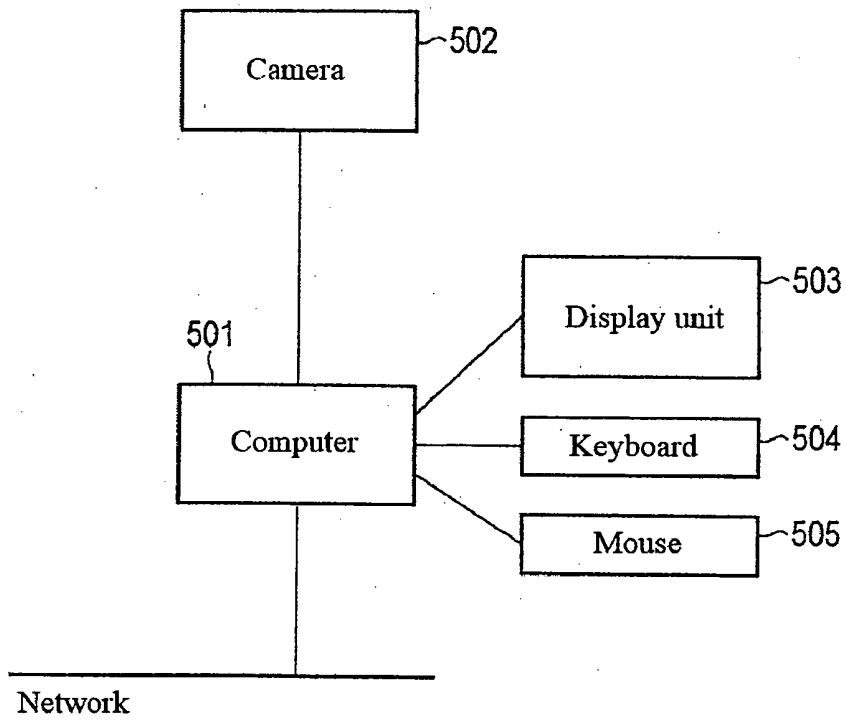 502
Camera
503
Display unit
501
Computer
Keyboard
504
Mouse
505
Network